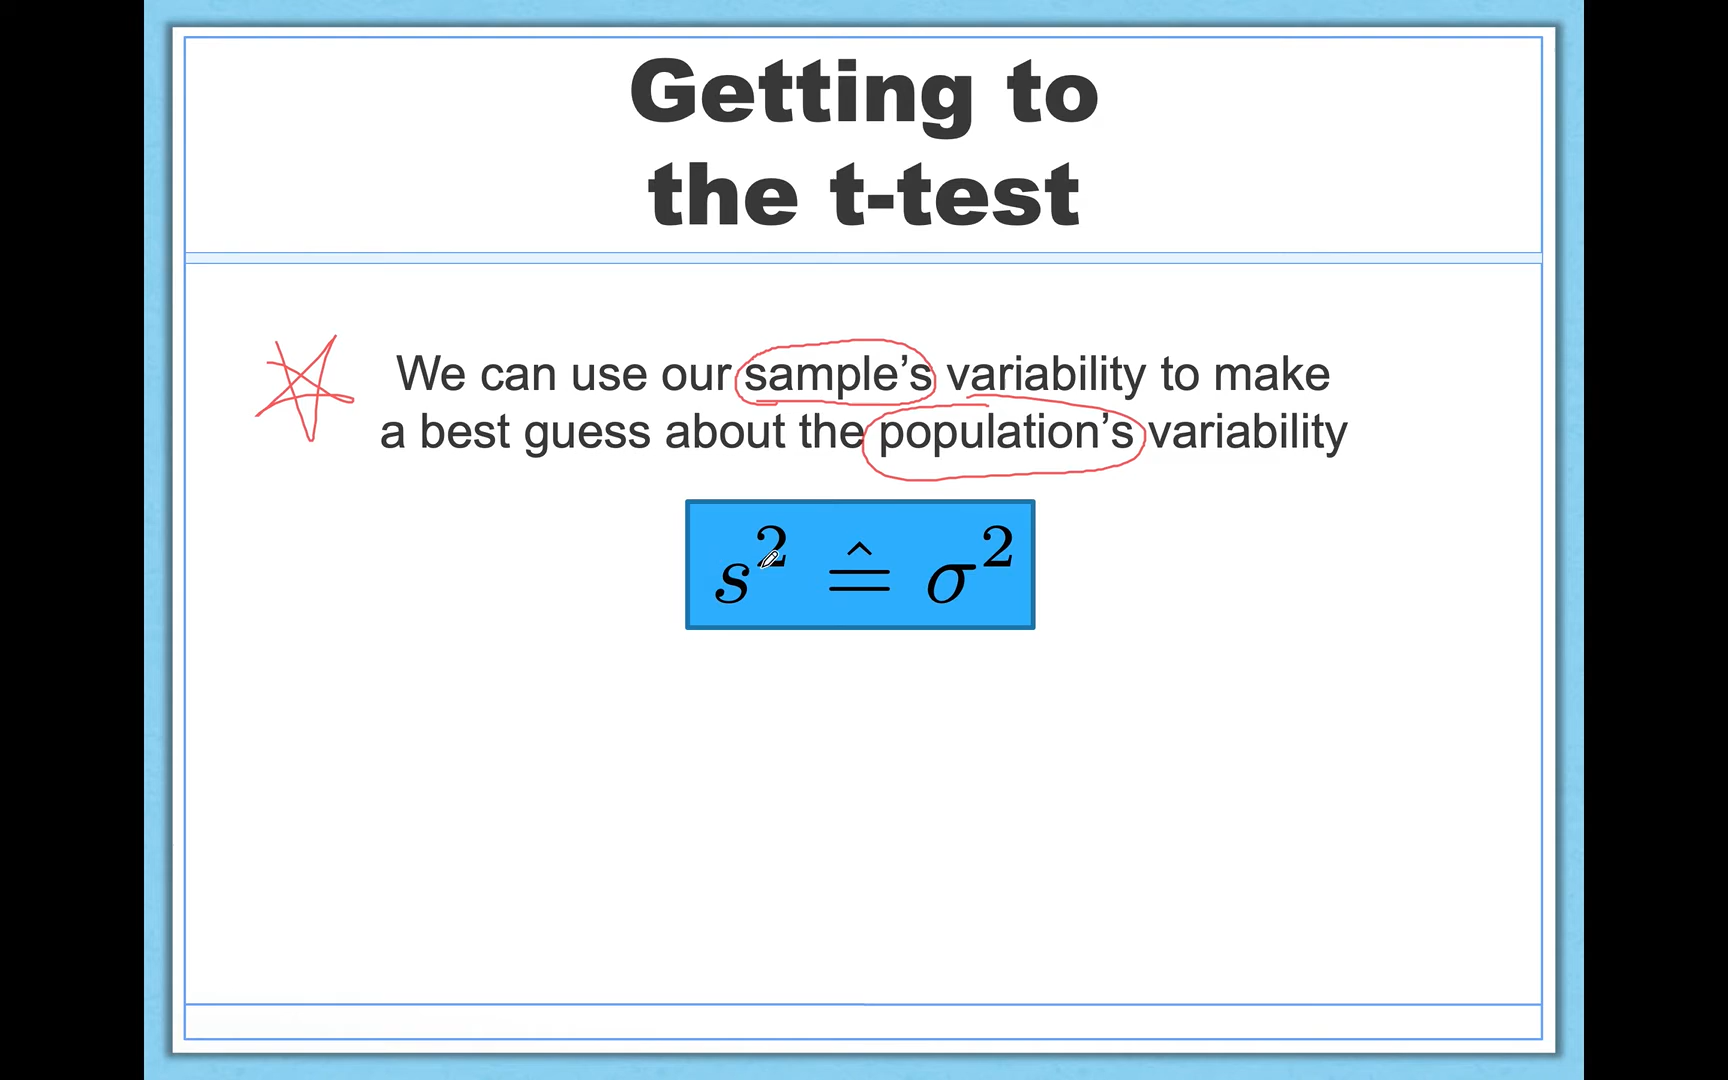 Getting to
the t-test
We can use our sample’s variability to make
a best guess about the population’s variability
s² ≙ σ²